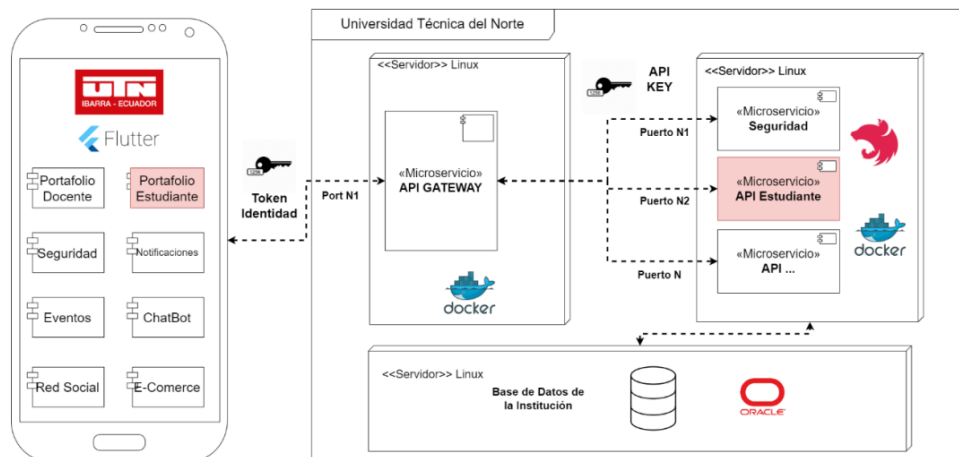 Universidad Técnica del Norte
UTN
IBARRA - ECUADOR
Flutter
Portafolio
Docente
Portafolio
Estudiante
Seguridad
Notificaciones
Eventos
ChatBot
Red Social
E-Comerce
Token
Identidad
Port N1
<<Servidor>> Linux
«Microservicio»
API GATEWAY
docker
API
KEY
Puerto N1
Puerto N2
Puerto N
<<Servidor>> Linux
«Microservicio»
Seguridad
«Microservicio»
API Estudiante
«Microservicio»
API ...
docker
<<Servidor>> Linux
Base de Datos de
la Institución
ORACLE